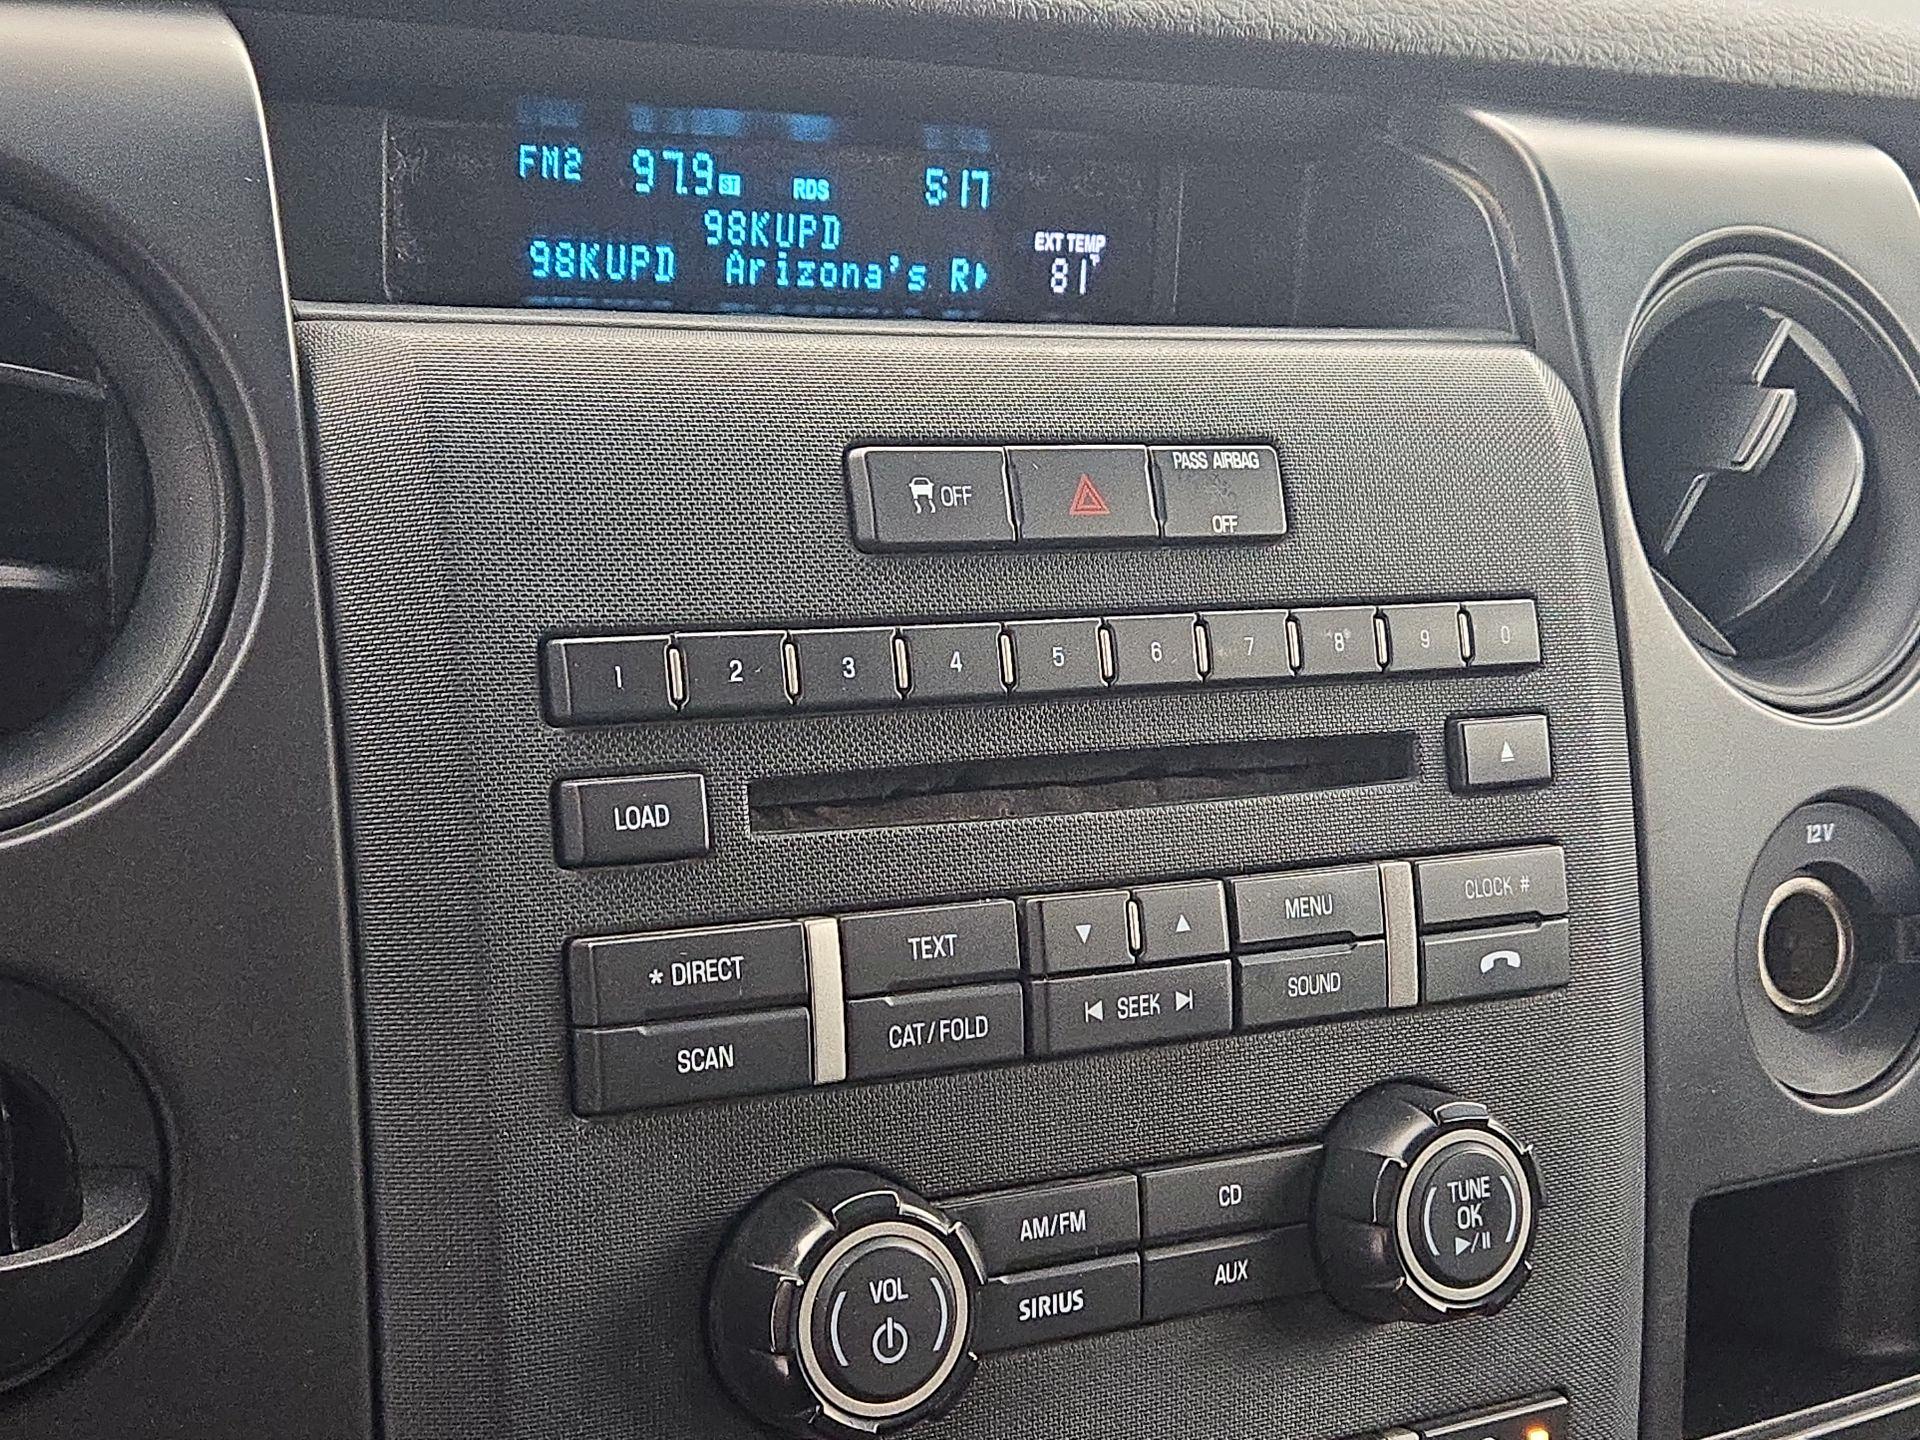 FM2 97.9 ST RDS 5:17
98KUPD
98KUPD Arizona's R
EXT TEMP
81°F
OFF
PASS AIRBAG
OFF
1 2 3 4 5 6 7 8 9 0
LOAD
12V
* DIRECT TEXT MENU CLOCK #
SCAN CAT/FOLD SEEK SOUND
AM/FM CD
SIRIUS AUX
VOL
TUNE
OK